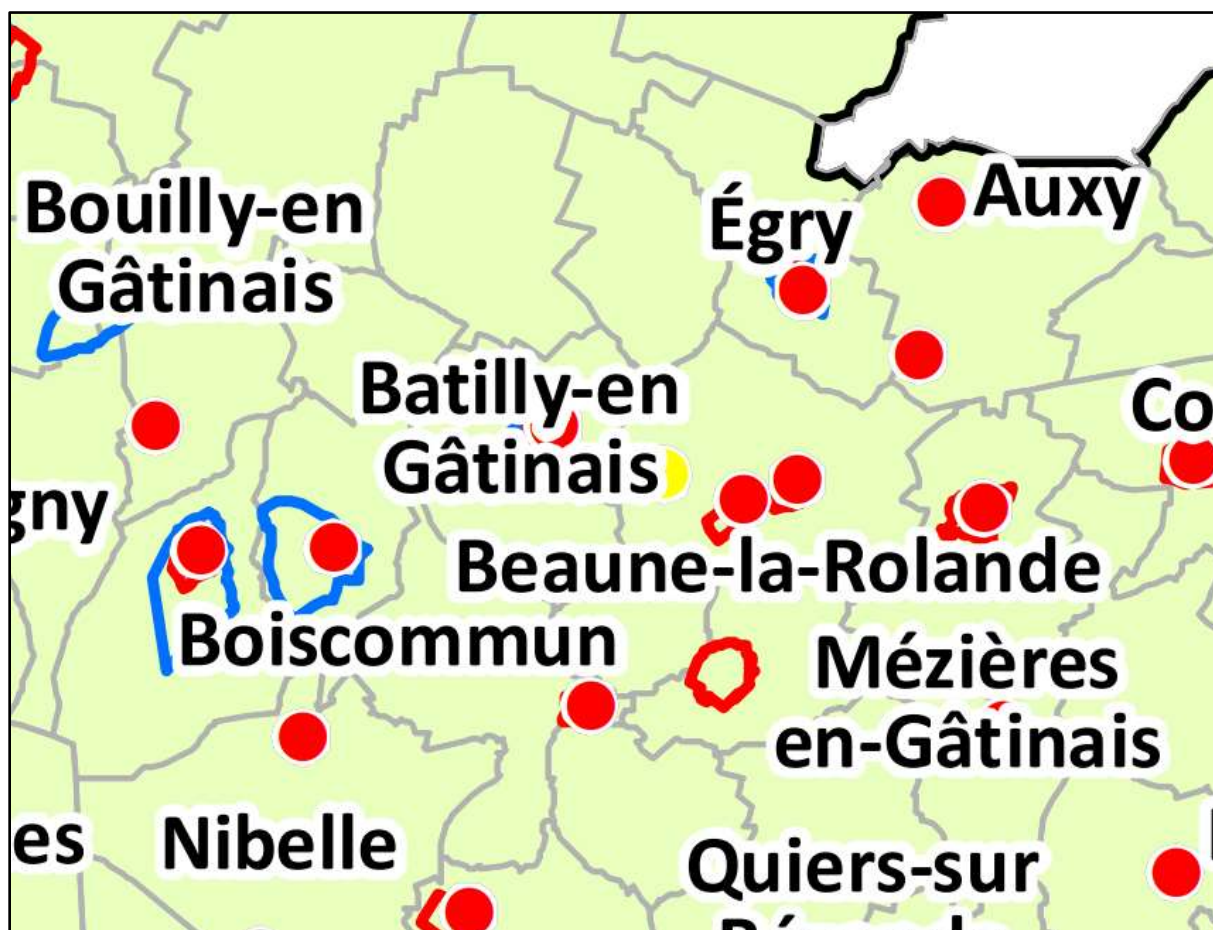 Bouilly-en
Gâtinais
Égry
Auxy
Batilly-en
Gâtinais
Co
gny
Beaune-la-Rolande
Boiscommun
Mézières
en-Gâtinais
es
Nibelle
Quiers-sur